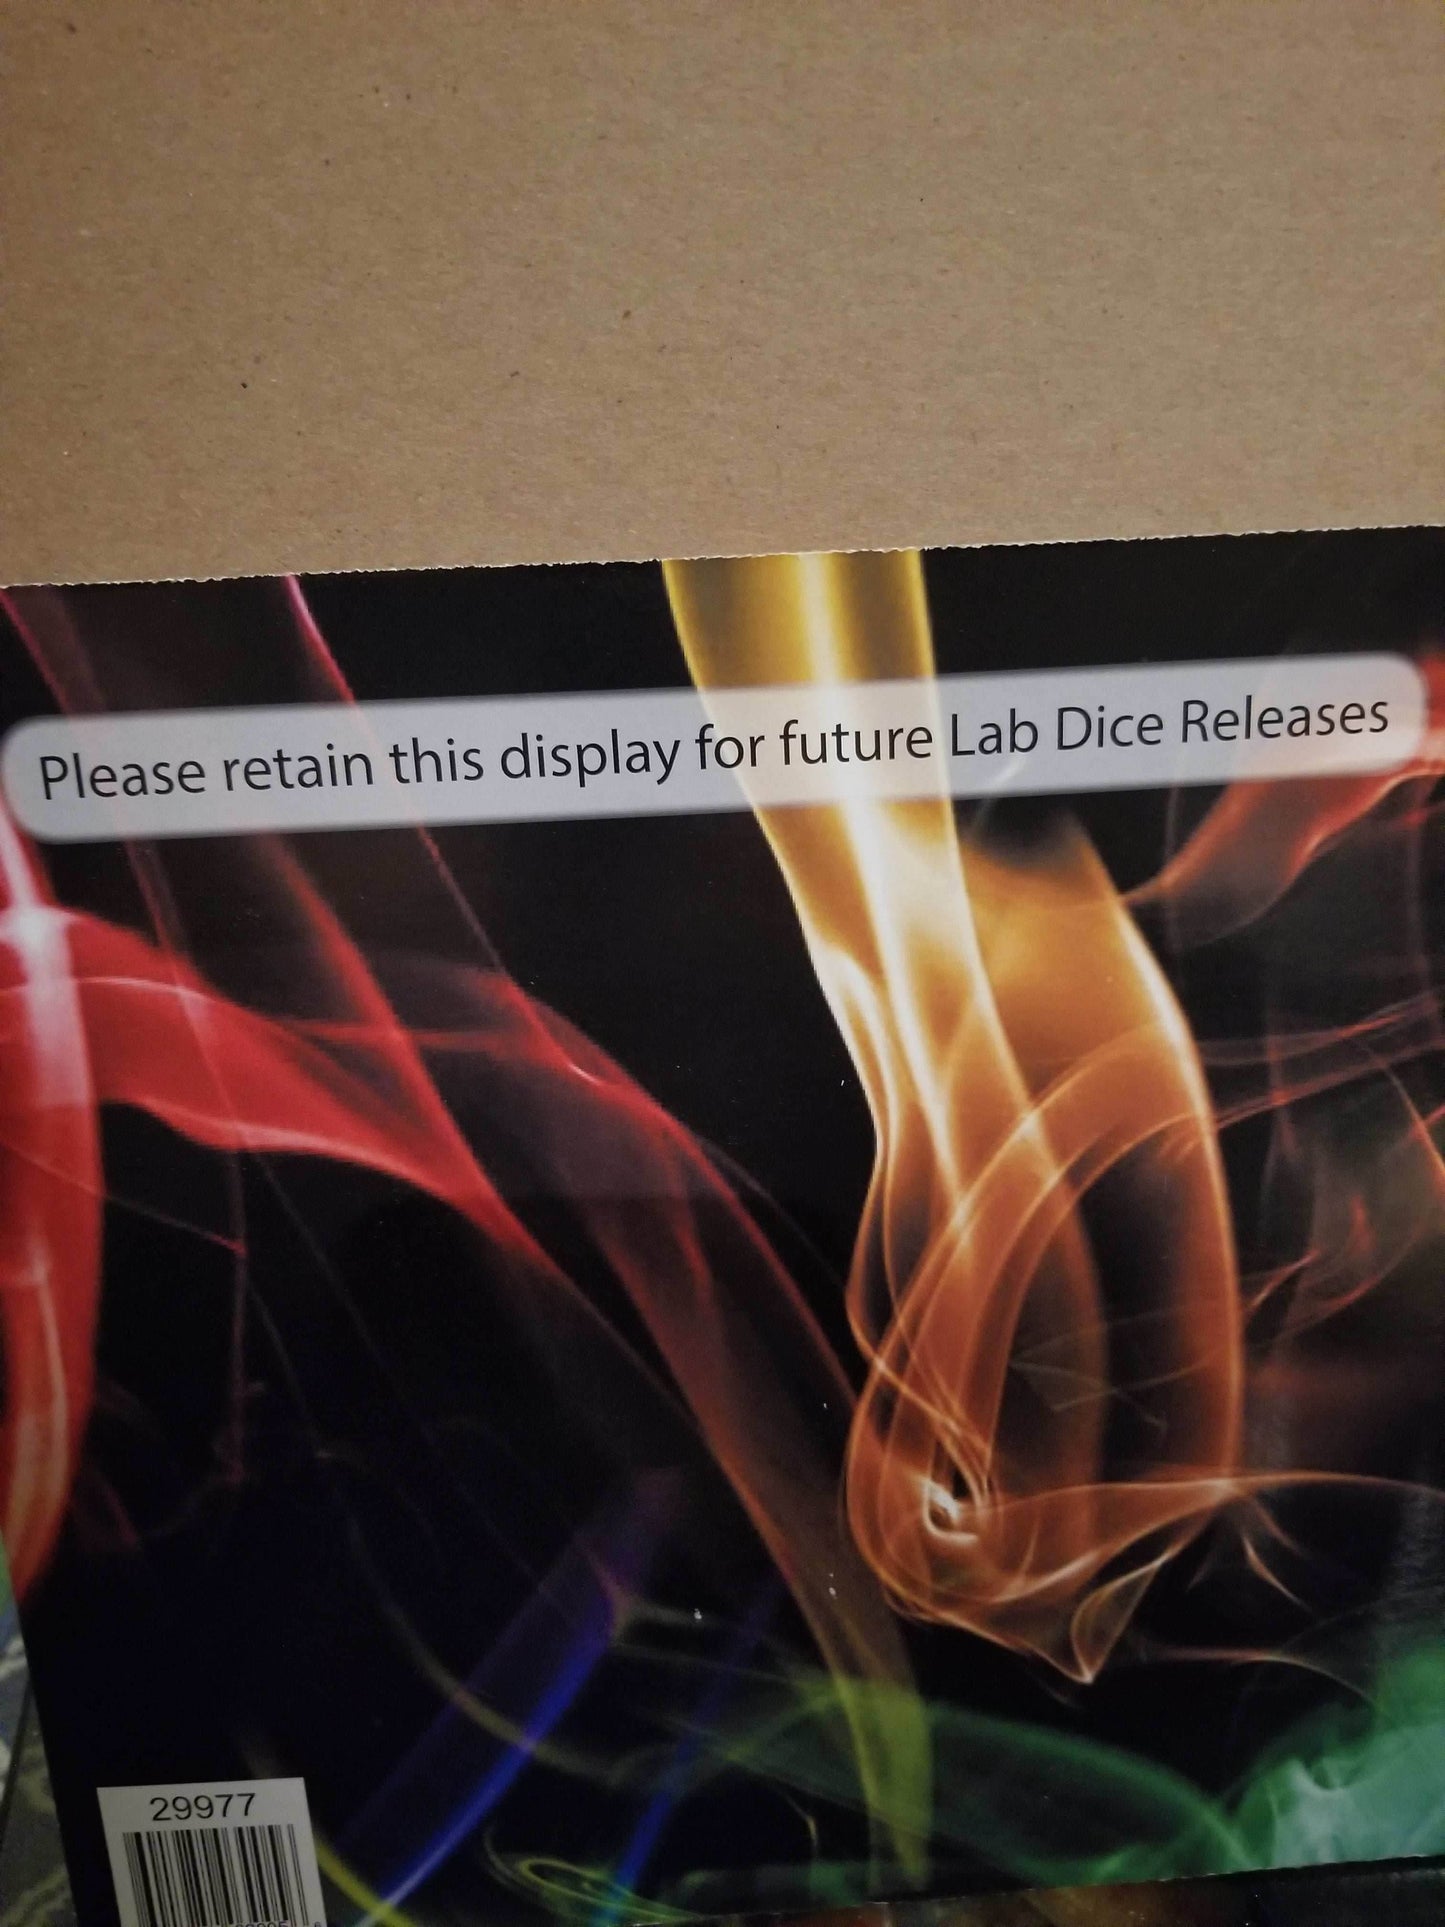 Please retain this display for future Lab Dice Releases
29977